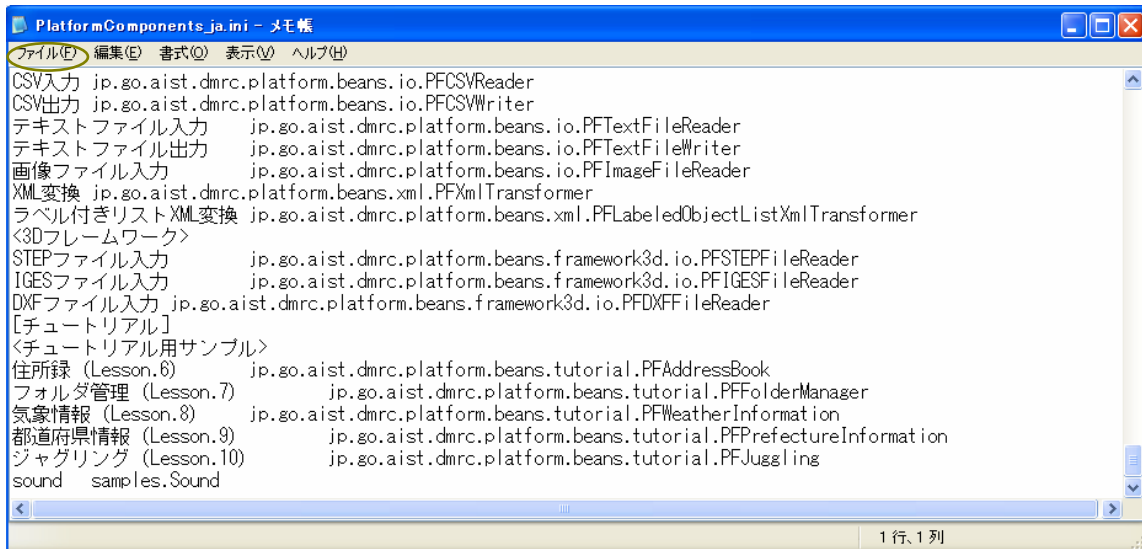 PlatformComponents_ja.ini - メモ帳
ファイル(F) 編集(E) 書式(O) 表示(V) ヘルプ(H)
CSV入力 jp.go.aist.dmrc.platform.beans.io.PFCSVReader
CSV出力 jp.go.aist.dmrc.platform.beans.io.PFCSVWriter
テキストファイル入力 jp.go.aist.dmrc.platform.beans.io.PFTextFileReader
テキストファイル出力 jp.go.aist.dmrc.platform.beans.io.PFTextFileWriter
画像ファイル入力 jp.go.aist.dmrc.platform.beans.io.PFImageFileReader
XML変換 jp.go.aist.dmrc.platform.beans.xml.PFXmlTransformer
ラベル付きリストXML変換 jp.go.aist.dmrc.platform.beans.xml.PFLabeledObjectListXmlTransformer
<3Dフレームワーク>
STEPファイル入力 jp.go.aist.dmrc.platform.beans.framework3d.io.PFSTEPFileReader
IGESファイル入力 jp.go.aist.dmrc.platform.beans.framework3d.io.PFIGESFileReader
DXFファイル入力 jp.go.aist.dmrc.platform.beans.framework3d.io.PFDXFFileReader
[チュートリアル]
<チュートリアル用サンプル>
住所録 (Lesson.6) jp.go.aist.dmrc.platform.beans.tutorial.PFAddressBook
フォルダ管理 (Lesson.7) jp.go.aist.dmrc.platform.beans.tutorial.PFFolderManager
気象情報 (Lesson.8) jp.go.aist.dmrc.platform.beans.tutorial.PFWeatherInformation
都道府県情報 (Lesson.9) jp.go.aist.dmrc.platform.beans.tutorial.PFPrefectureInformation
ジャグリング (Lesson.10) jp.go.aist.dmrc.platform.beans.tutorial.PFJuggling
sound samples.Sound
1行、1列